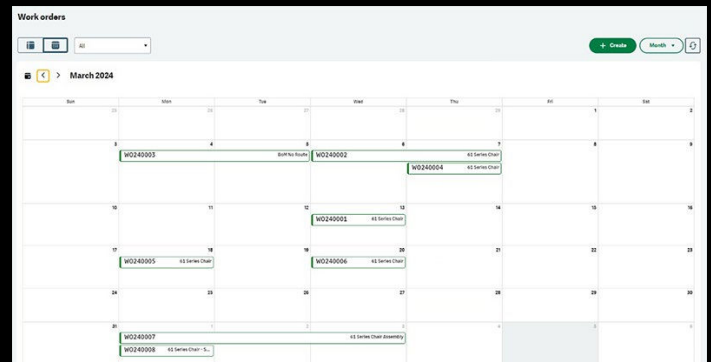 Work orders
All
+ Create
Month
March 2024
Sun Mon Tue Wed Thu Fri Sat
25 26 27 28 29 1 2
3 4 5 6 7 8 9
WO240003 BoM No Route WO240002 61 Series Chair
WO240004 61 Series Chair
10 11 12 13 14 15 16
WO240001 61 Series Chair
17 18 19 20 21 22 23
WO240005 61 Series Chair WO240006 61 Series Chair
24 25 26 27 28 29 30
31 1 2 3 4 5 6
WO240007 61 Series Chair Assembly
WO240008 61 Series Chair - S...